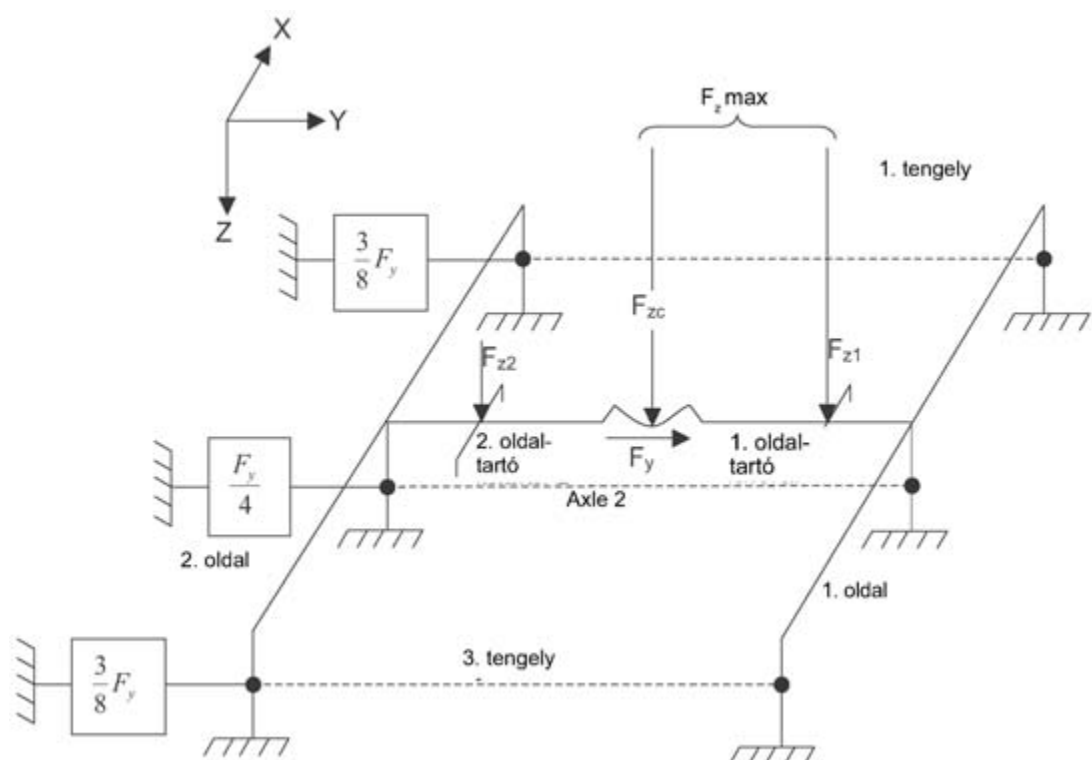 X
Y
Z
F_z max
1. tengely
3/8 F_y
F_zc
F_z2
F_z1
2. oldal-
tartó
F_y
1. oldal-
tartó
F_y/4
Axle 2
2. oldal
1. oldal
3. tengely
3/8 F_y